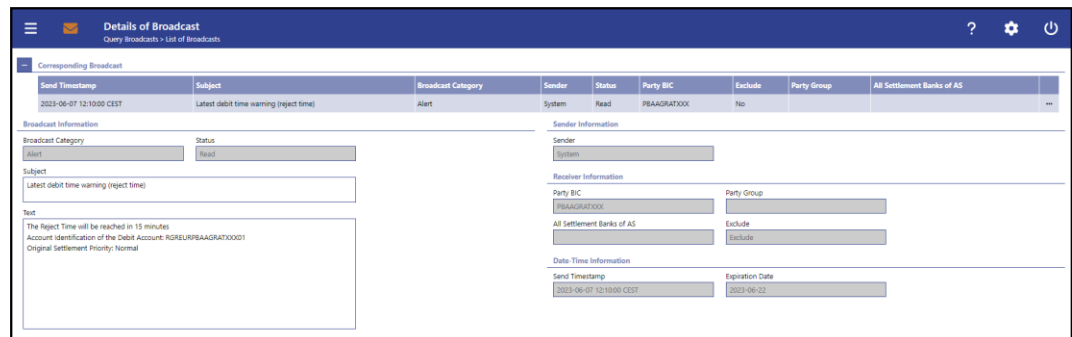 Details of Broadcast
Query Broadcasts > List of Broadcasts
?
Corresponding Broadcast
Send Timestamp Subject Broadcast Category Sender Status Party BIC Exclude Party Group All Settlement Banks of AS
2023-06-07 12:10:00 CEST Latest debit time warning (reject time) Alert System Read PBAAGRATXXX No ...
Broadcast Information
Broadcast Category Status
Alert Read
Subject
Latest debit time warning (reject time)
Text
The Reject Time will be reached in 15 minutes
Account Identification of the Debit Account: RGREURPBAAGRATXXX01
Original Settlement Priority: Normal
Sender Information
Sender
System
Receiver Information
Party BIC Party Group
PBAAGRATXXX
All Settlement Banks of AS Exclude
Exclude
Date-Time Information
Send Timestamp Expiration Date
2023-06-07 12:10:00 CEST 2023-06-22